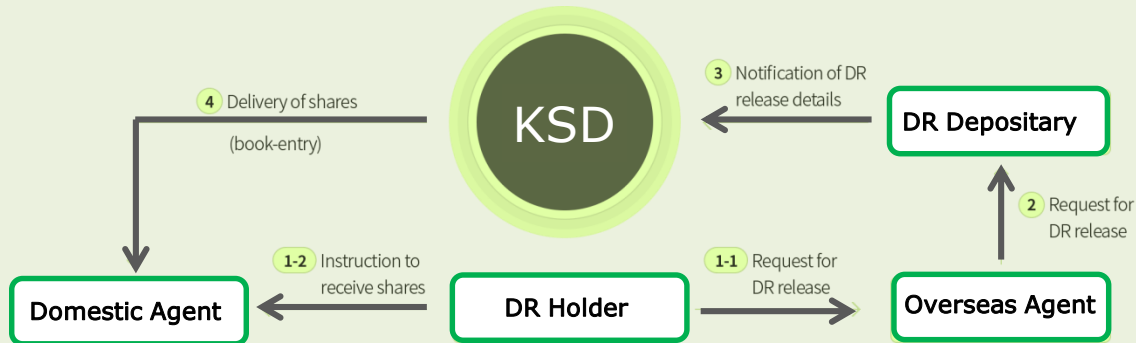 KSD
3 Notification of DR
release details
4 Delivery of shares
(book-entry)
DR Depositary
2 Request for
DR release
1-2 Instruction to
receive shares
1-1 Request for
DR release
Domestic Agent
DR Holder
Overseas Agent